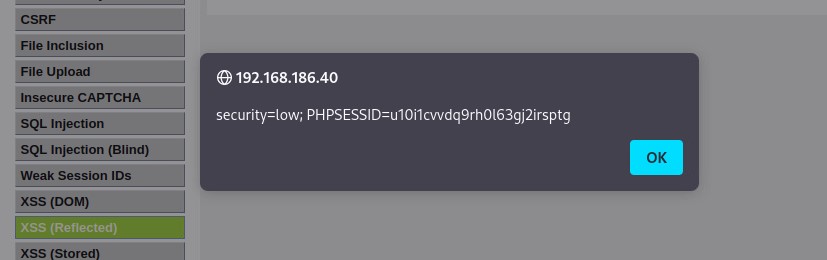 CSRF
File Inclusion
File Upload
Insecure CAPTCHA
SQL Injection
SQL Injection (Blind)
Weak Session IDs
XSS (DOM)
XSS (Reflected)
XSS (Stored)
192.168.186.40
security=low; PHPSESSID=u10i1cvvdq9rh0l63gj2irsptg
OK